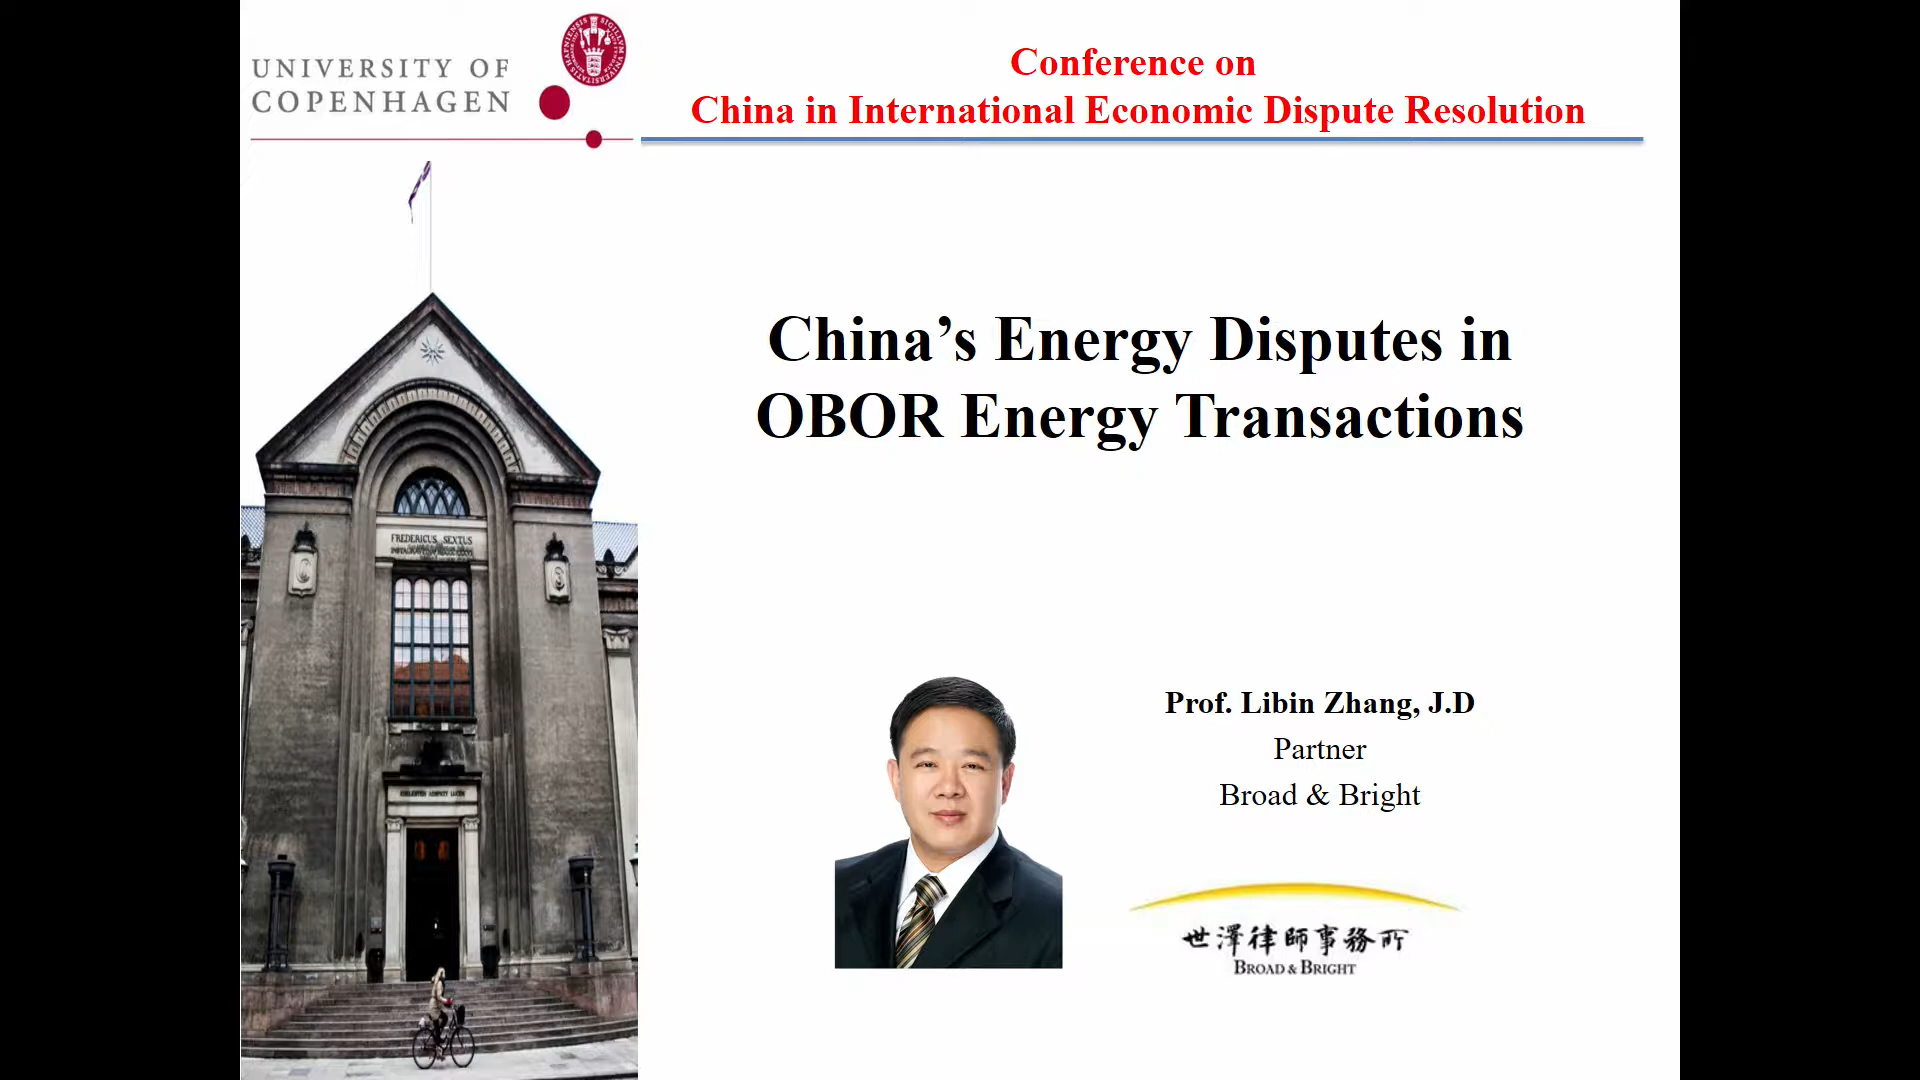 UNIVERSITY OF
COPENHAGEN
Conference on
China in International Economic Dispute Resolution
China’s Energy Disputes in
OBOR Energy Transactions
FREDERICUS SEXTUS
Prof. Libin Zhang, J.D
Partner
Broad & Bright
世澤律師事務所
BROAD & BRIGHT